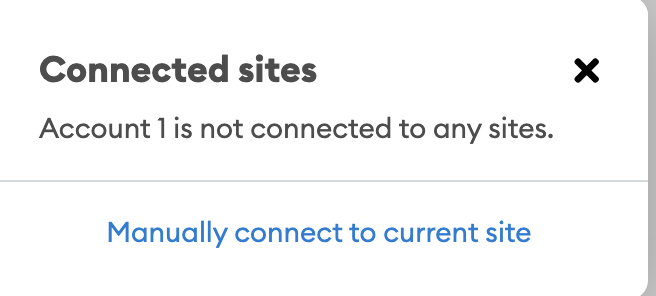 Connected sites
Account 1 is not connected to any sites.
Manually connect to current site